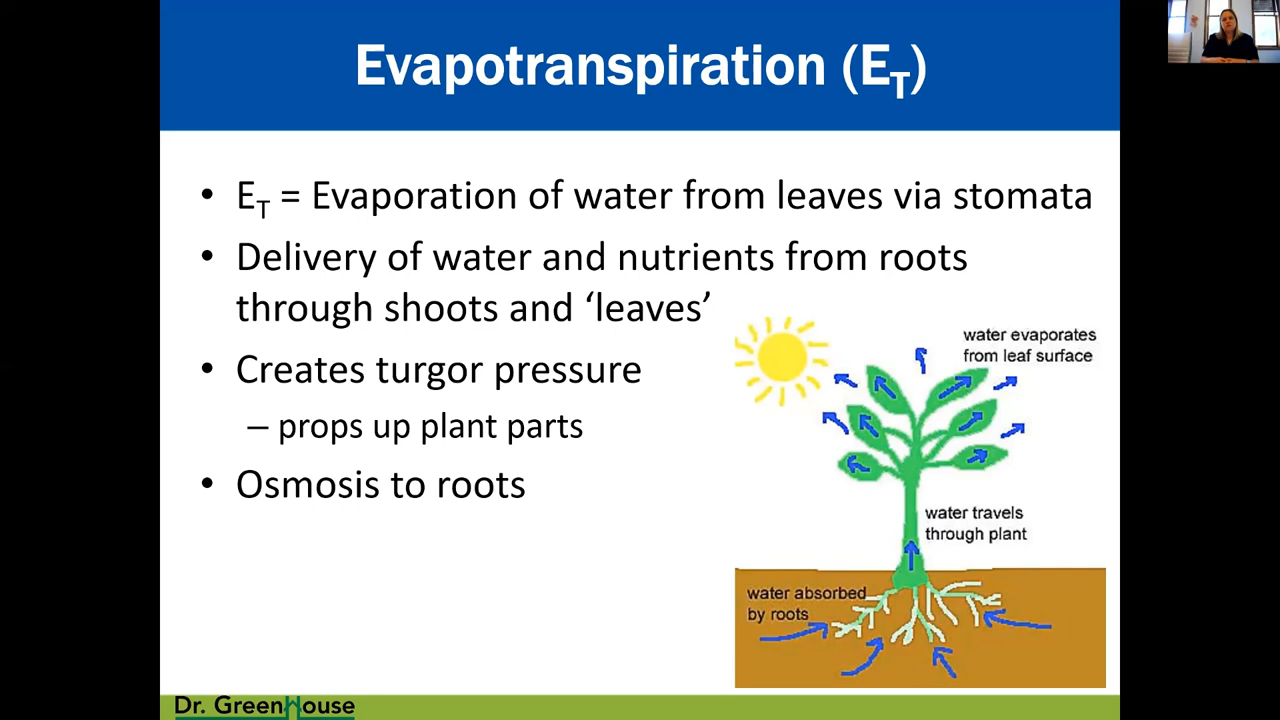 Evapotranspiration (E_T)
• E_T = Evaporation of water from leaves via stomata
• Delivery of water and nutrients from roots
through shoots and ‘leaves’
• Creates turgor pressure
– props up plant parts
• Osmosis to roots
water evaporates
from leaf surface
water travels
through plant
water absorbed
by roots
Dr. GreenHouse